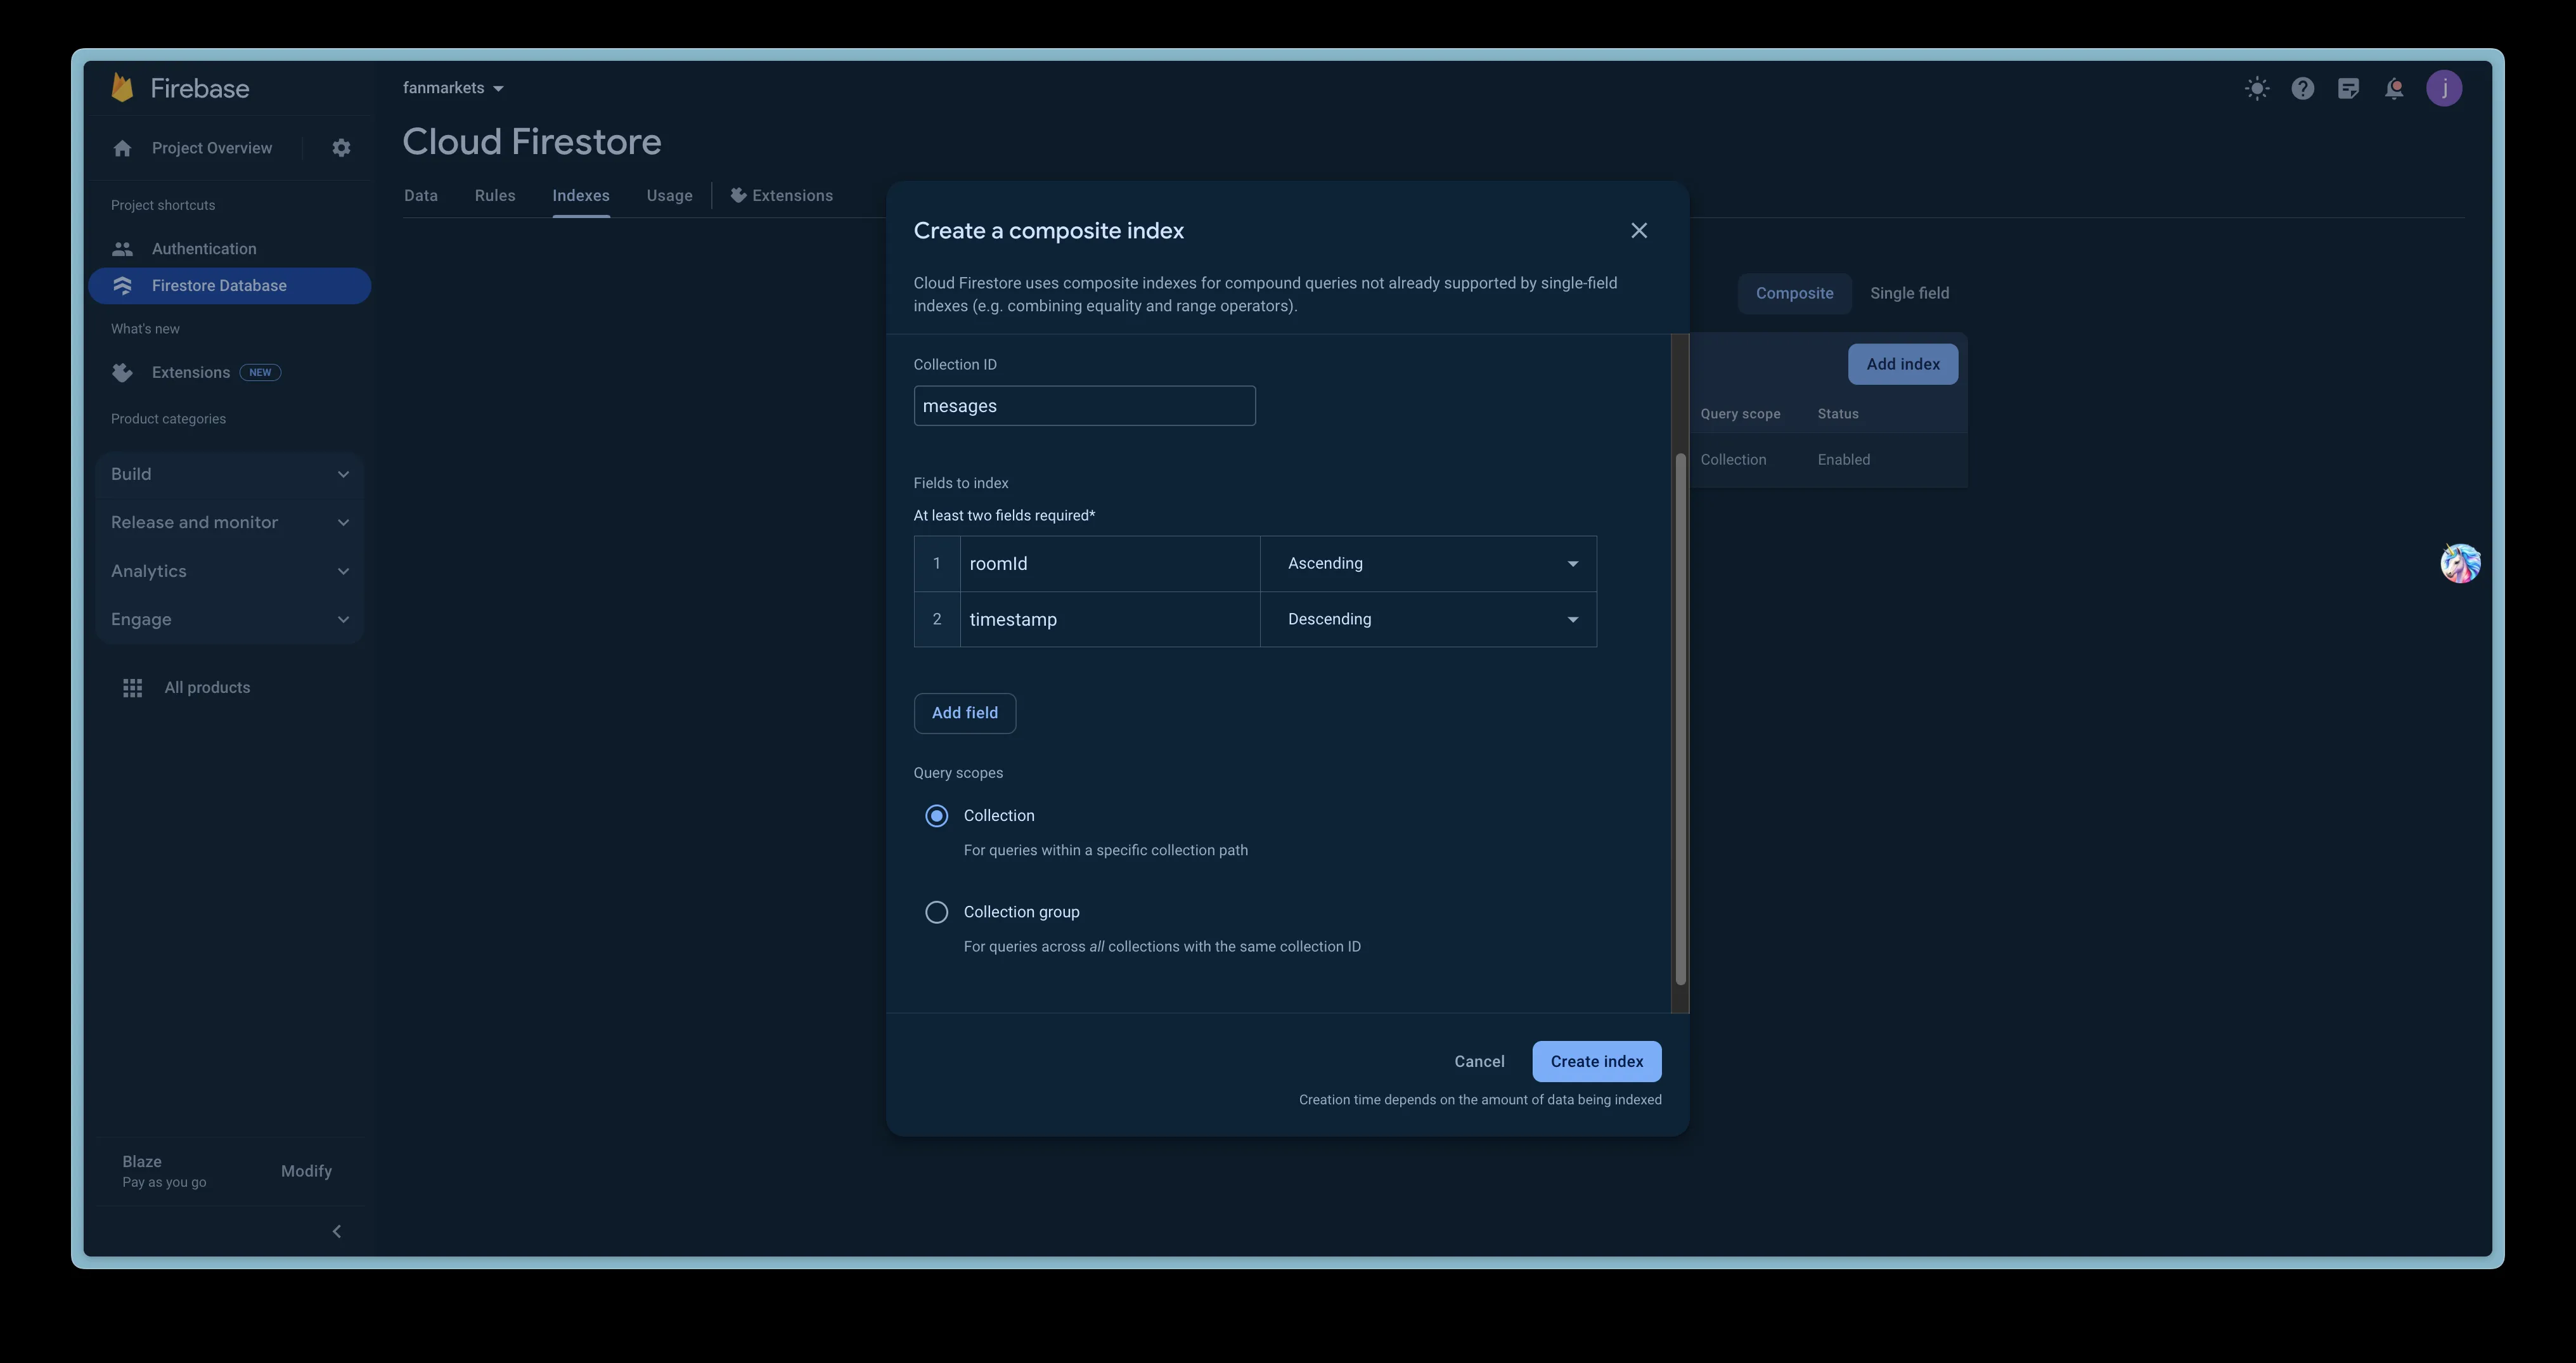 Firebase
Project Overview
Project shortcuts
Authentication
Firestore Database
What's new
Extensions NEW
Product categories
Build
Release and monitor
Analytics
Engage
All products
Blaze
Pay as you go
Modify
fanmarkets
j
Cloud Firestore
Data Rules Indexes Usage Extensions
Composite Single field
Add index
Query scope Status
Collection Enabled
Create a composite index
Cloud Firestore uses composite indexes for compound queries not already supported by single-field
indexes (e.g. combining equality and range operators).
Collection ID
mesages
Fields to index
At least two fields required*
1 roomId Ascending
2 timestamp Descending
Add field
Query scopes
Collection
For queries within a specific collection path
Collection group
For queries across all collections with the same collection ID
Cancel Create index
Creation time depends on the amount of data being indexed